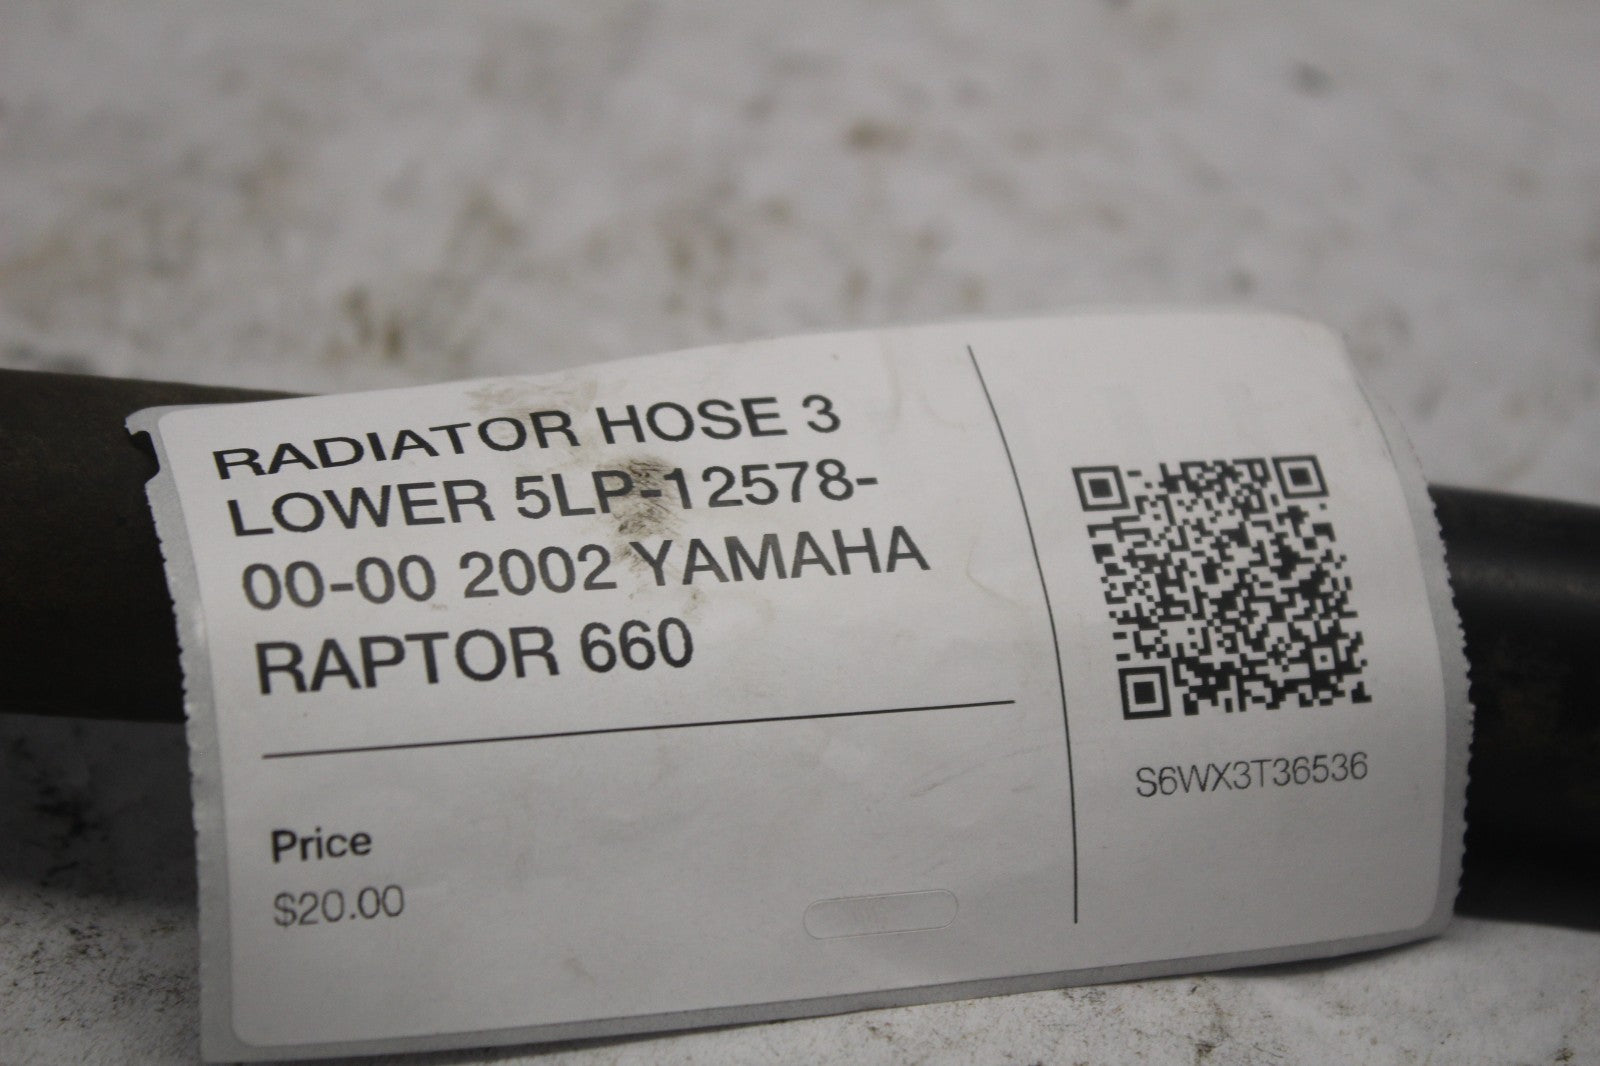 RADIATOR HOSE 3
LOWER 5LP-12578-
00-00 2002 YAMAHA
RAPTOR 660
Price
$20.00
S6WX3T36536